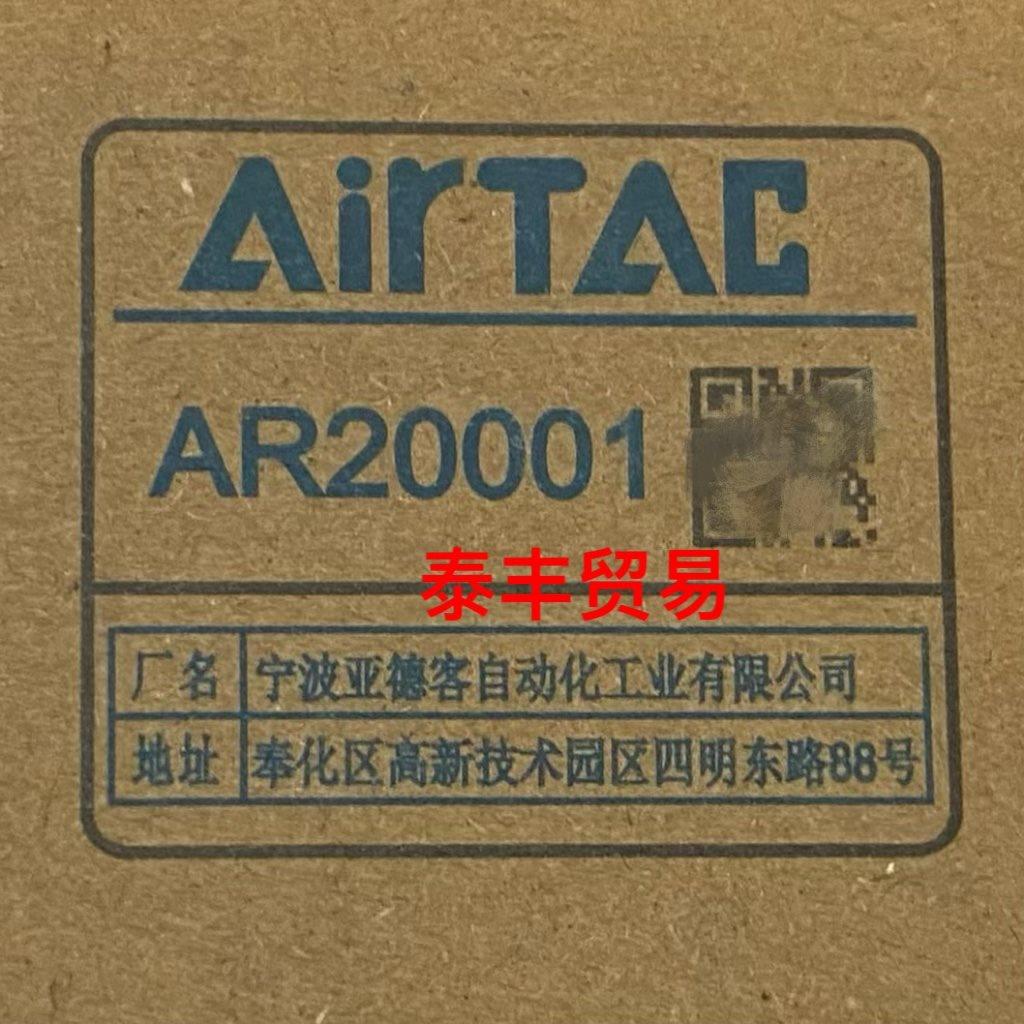 AirTAC
AR20001
泰丰贸易
厂名 宁波亚德客自动化工业有限公司
地址 奉化区高新技术园区四明东路88号